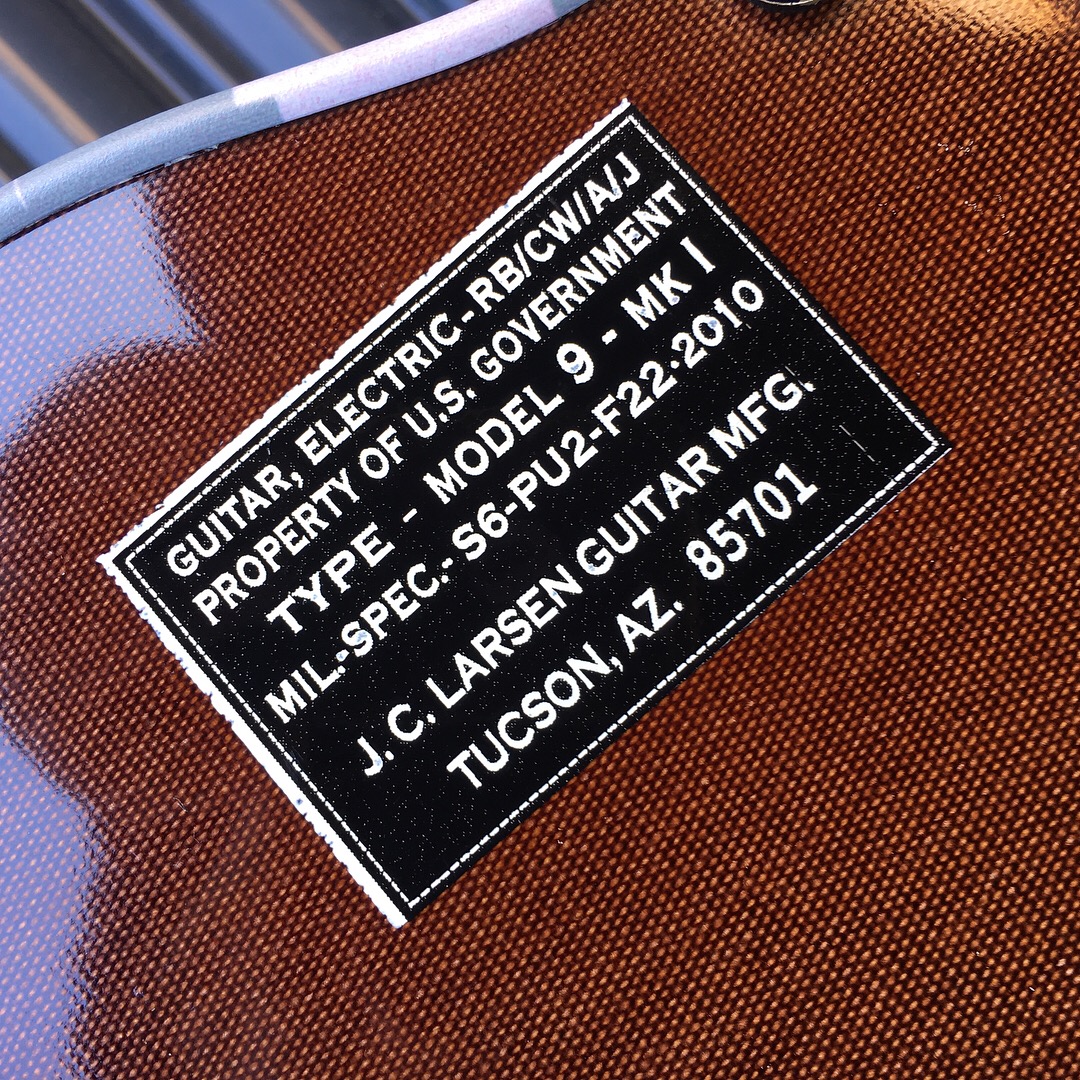 GUITAR, ELECTRIC-RB/CW/A/J
PROPERTY OF U.S. GOVERNMENT
TYPE - MODEL 9 - MK I
MIL.-SPEC.- S6-PU2-F22·2010
J. C. LARSEN GUITAR MFG.
TUCSON, AZ. 85701